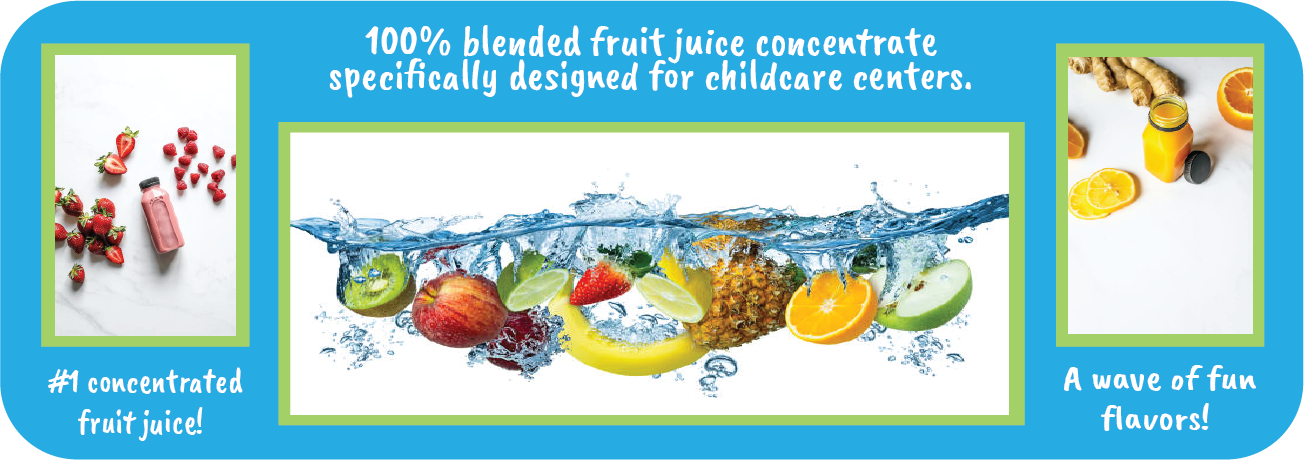 100% blended fruit juice concentrate
specifically designed for childcare centers.
#1 concentrated
fruit juice!
A wave of fun
flavors!